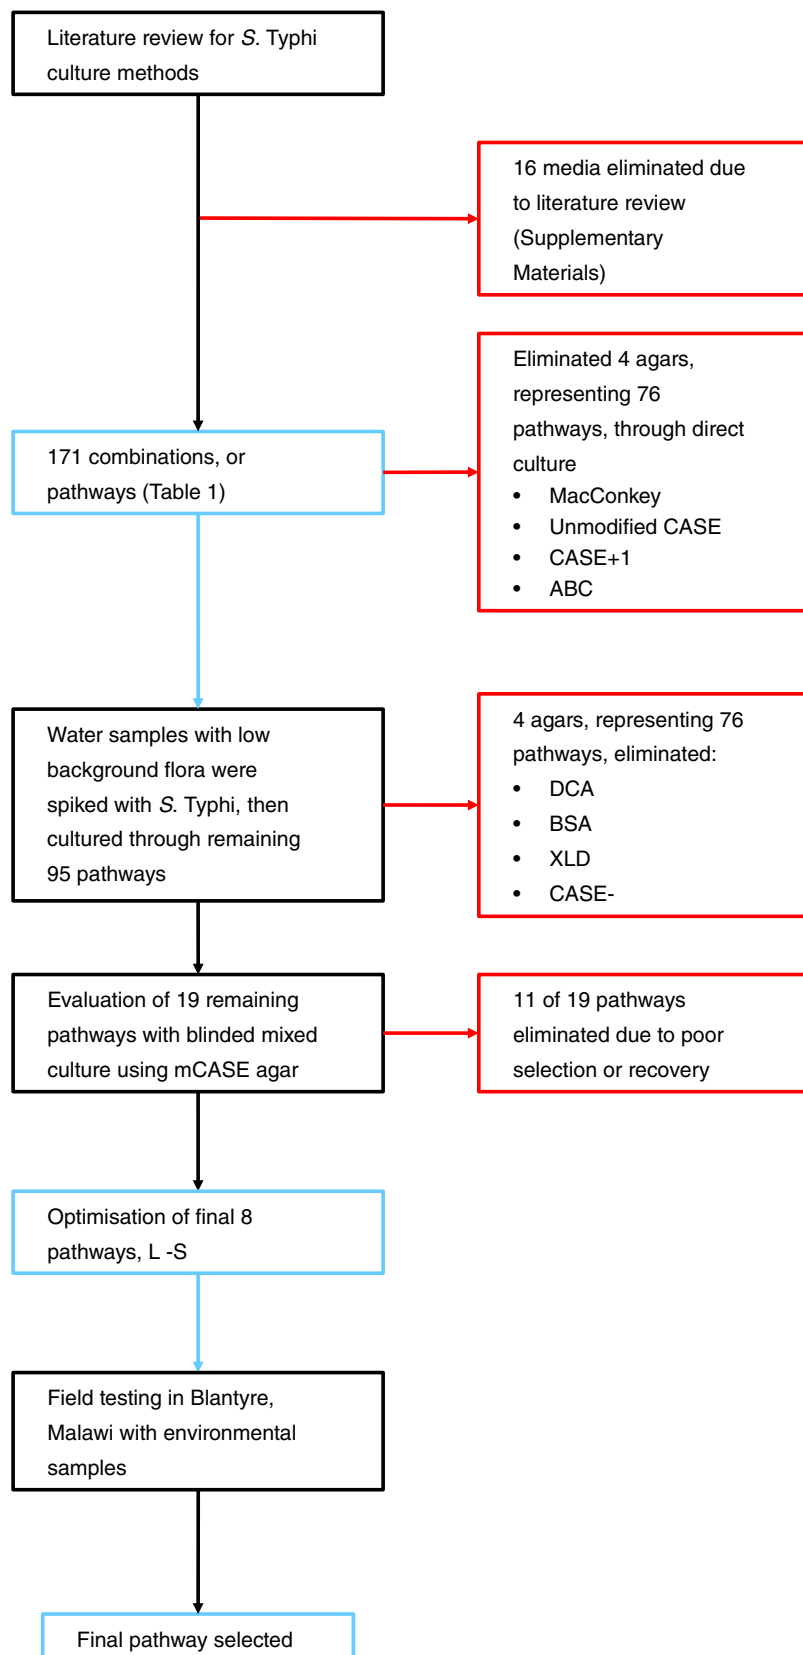 Literature review for S. Typhi
culture methods
16 media eliminated due
to literature review
(Supplementary
Materials)
Eliminated 4 agars,
representing 76
pathways, through direct
culture
• MacConkey
• Unmodified CASE
• CASE+1
• ABC
171 combinations, or
pathways (Table 1)
Water samples with low
background flora were
spiked with S. Typhi, then
cultured through remaining
95 pathways
4 agars, representing 76
pathways, eliminated:
• DCA
• BSA
• XLD
• CASE-
Evaluation of 19 remaining
pathways with blinded mixed
culture using mCASE agar
11 of 19 pathways
eliminated due to poor
selection or recovery
Optimisation of final 8
pathways, L -S
Field testing in Blantyre,
Malawi with environmental
samples
Final pathway selected